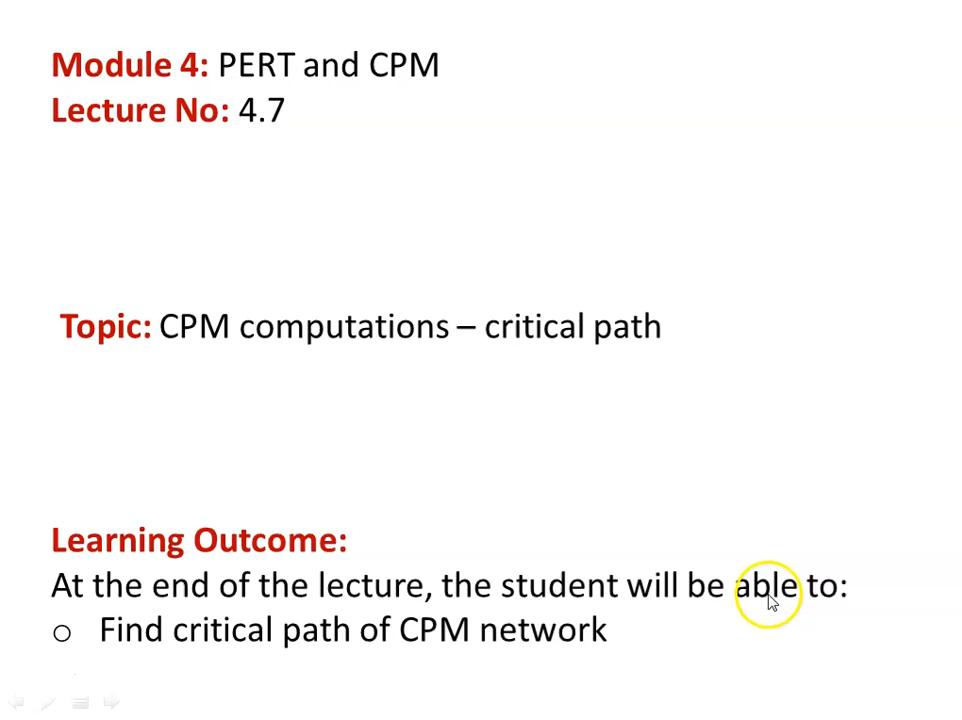 Module 4: PERT and CPM
Lecture No: 4.7
Topic: CPM computations – critical path
Learning Outcome:
At the end of the lecture, the student will be able to:
o Find critical path of CPM network